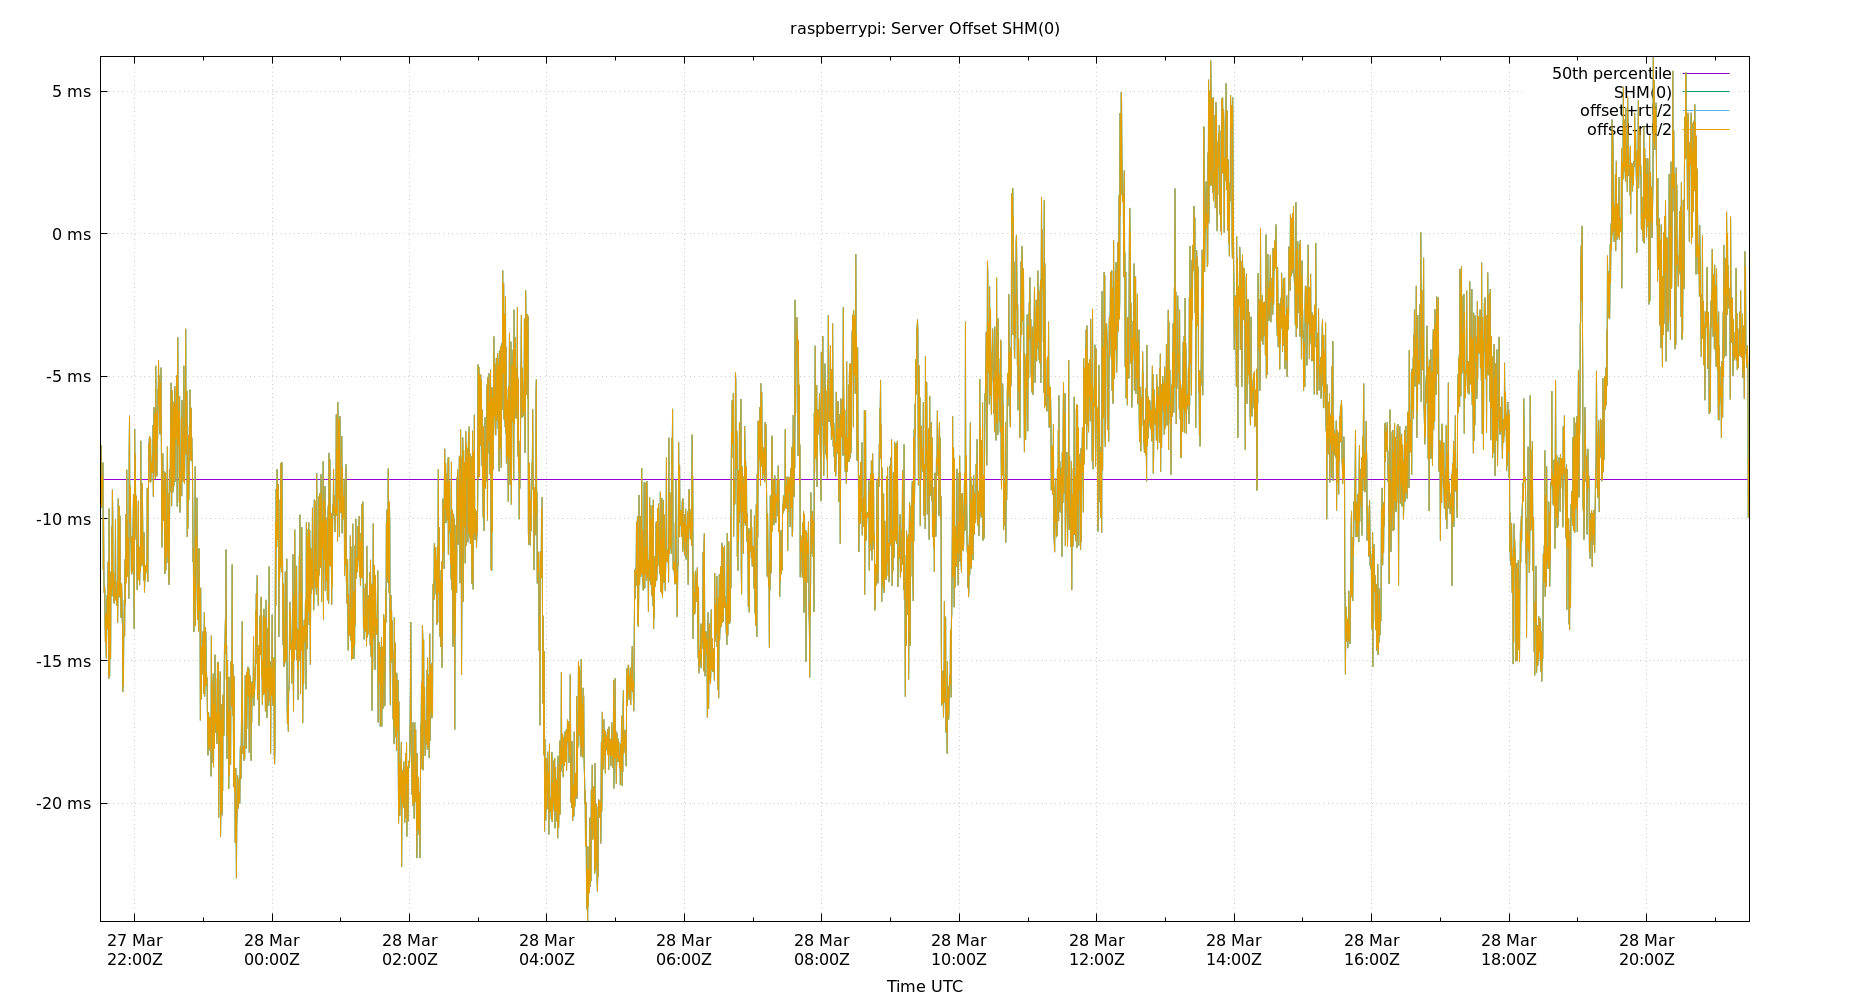 raspberrypi: Server Offset SHM(0)
50th percentile
SHM(0)
offset+rtt/2
offset-rtt/2
5 ms
0 ms
-5 ms
-10 ms
-15 ms
-20 ms
27 Mar 28 Mar 28 Mar 28 Mar 28 Mar 28 Mar 28 Mar 28 Mar 28 Mar 28 Mar 28 Mar 28 Mar
22:00Z 00:00Z 02:00Z 04:00Z 06:00Z 08:00Z 10:00Z 12:00Z 14:00Z 16:00Z 18:00Z 20:00Z
Time UTC